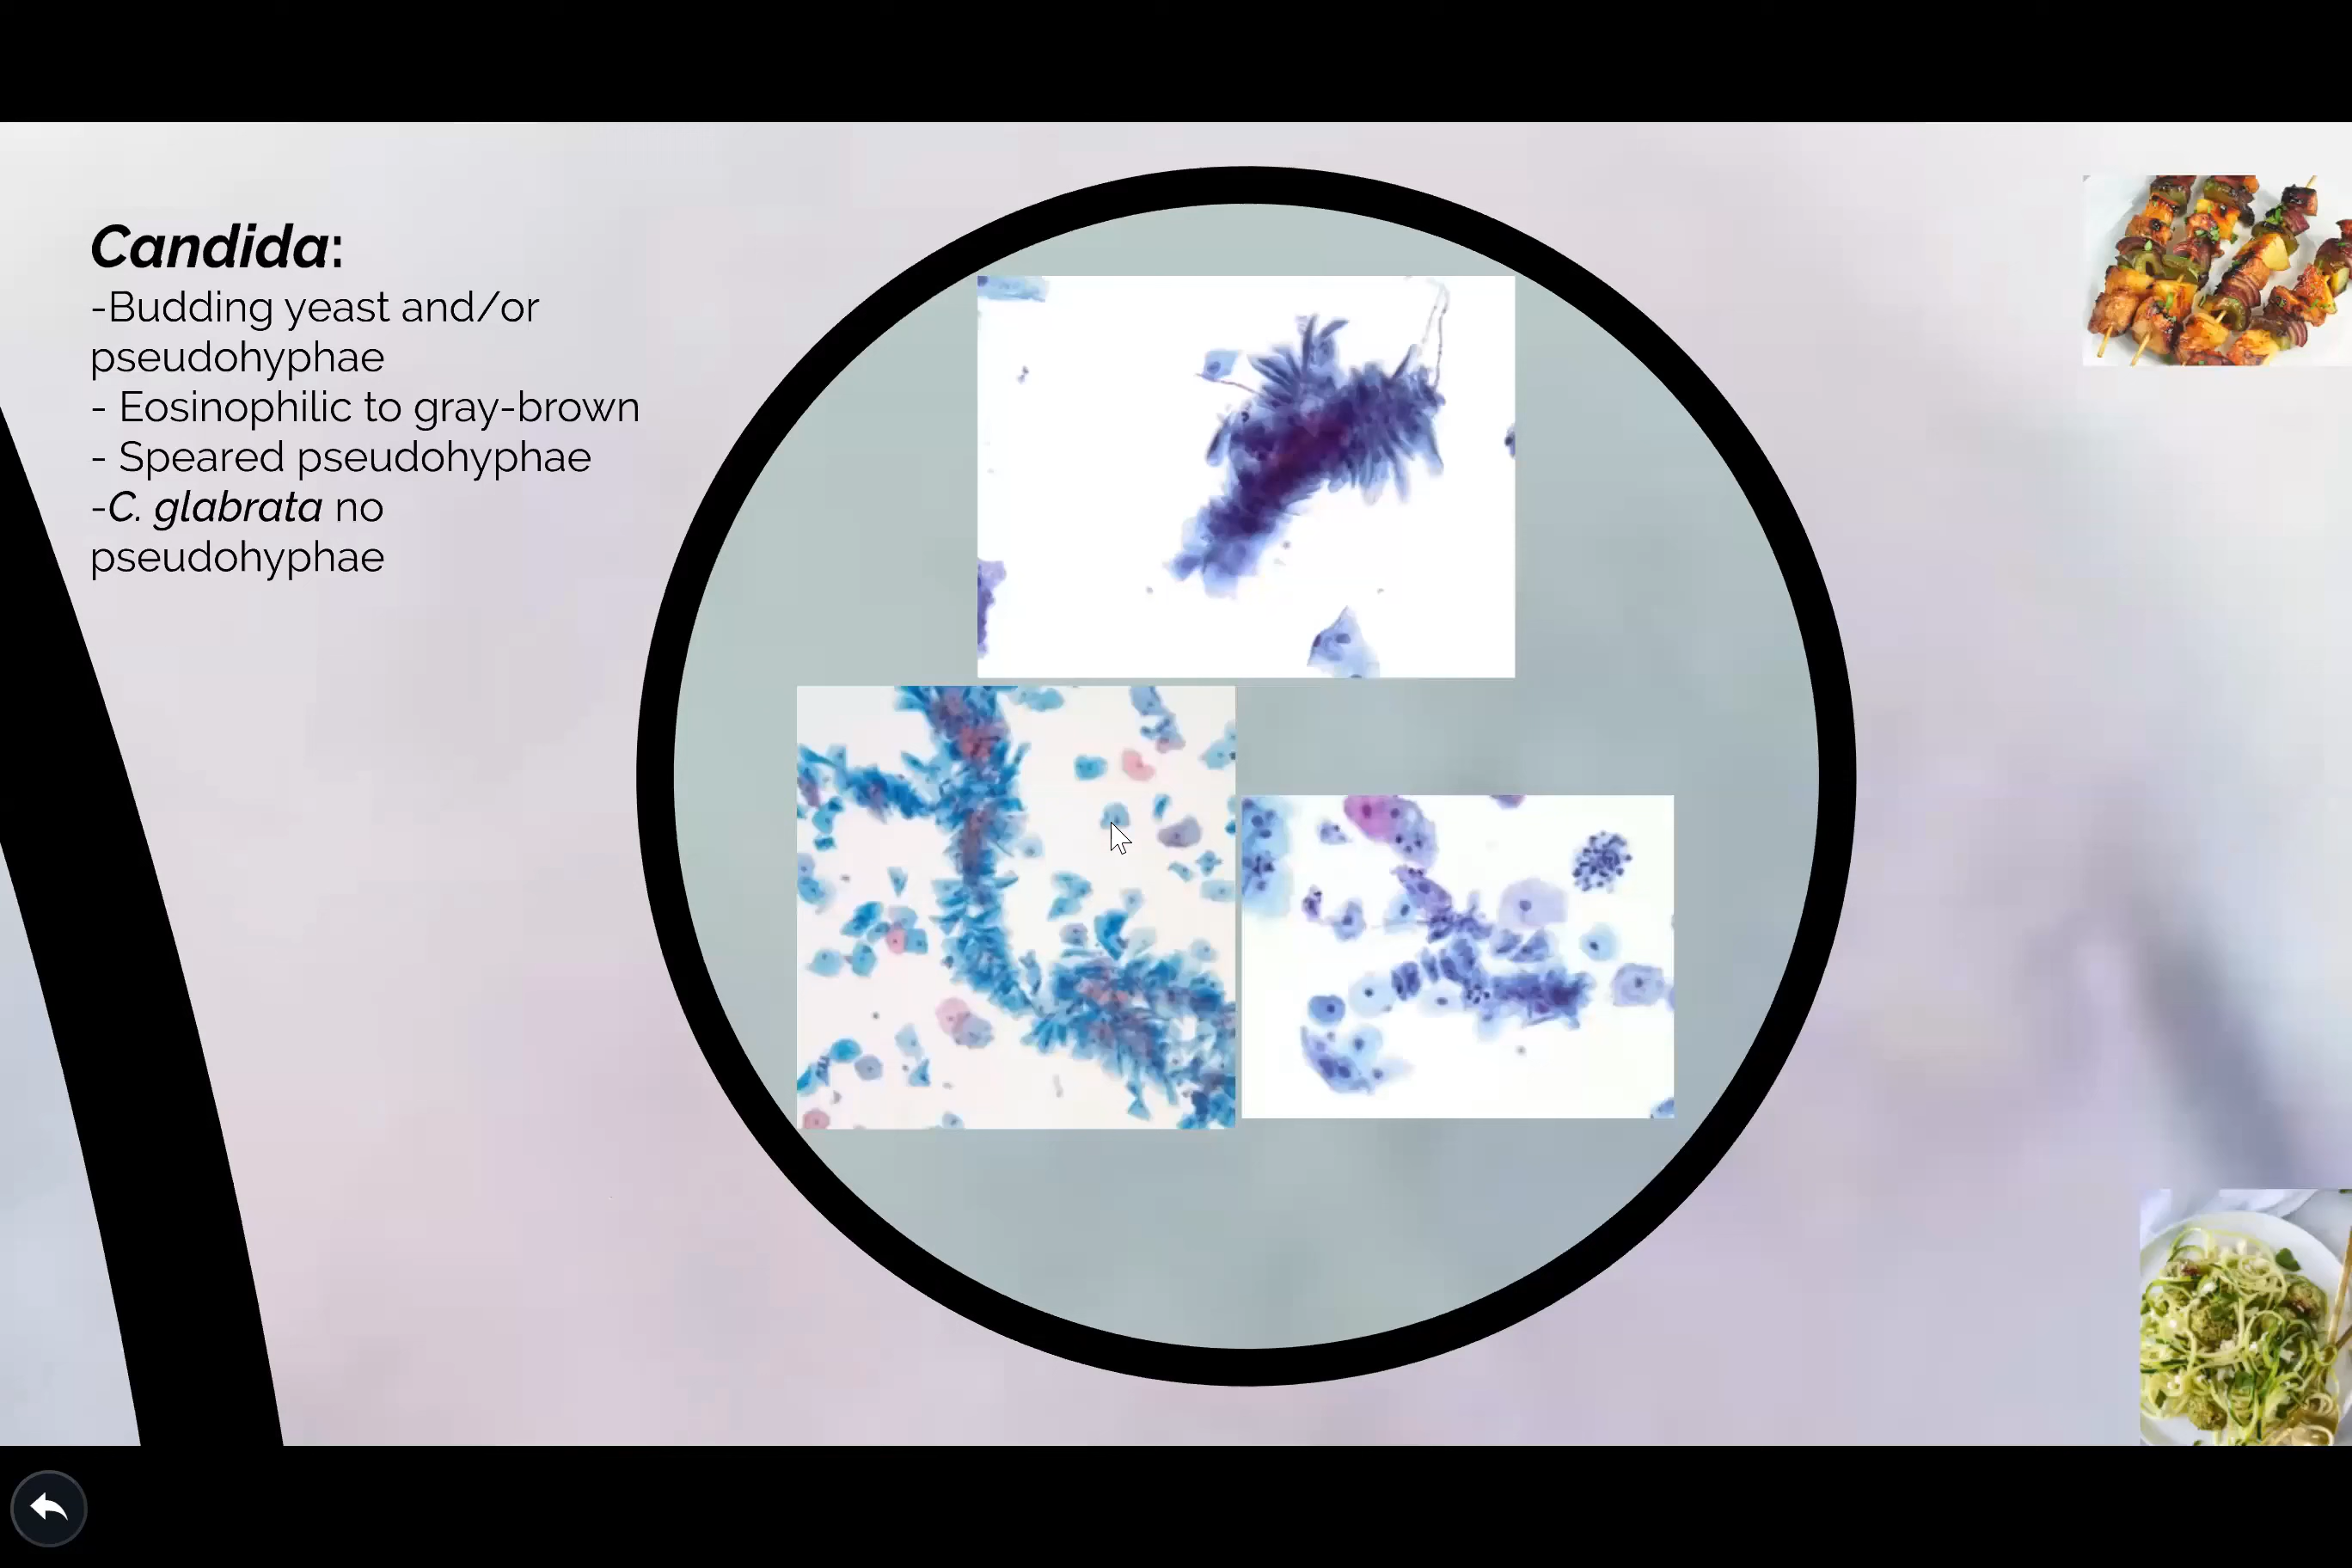 Candida:
-Budding yeast and/or
pseudohyphae
- Eosinophilic to gray-brown
- Speared pseudohyphae
-C. glabrata no
pseudohyphae